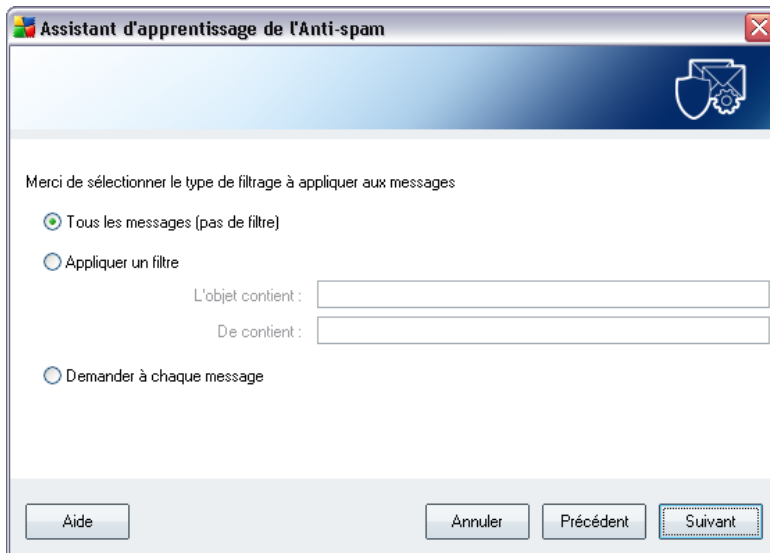 Assistant d'apprentissage de l'Anti-spam
Merci de sélectionner le type de filtrage à appliquer aux messages
Tous les messages (pas de filtre)
Appliquer un filtre
L'objet contient :
De contient :
Demander à chaque message
Aide
Annuler
Précédent
Suivant